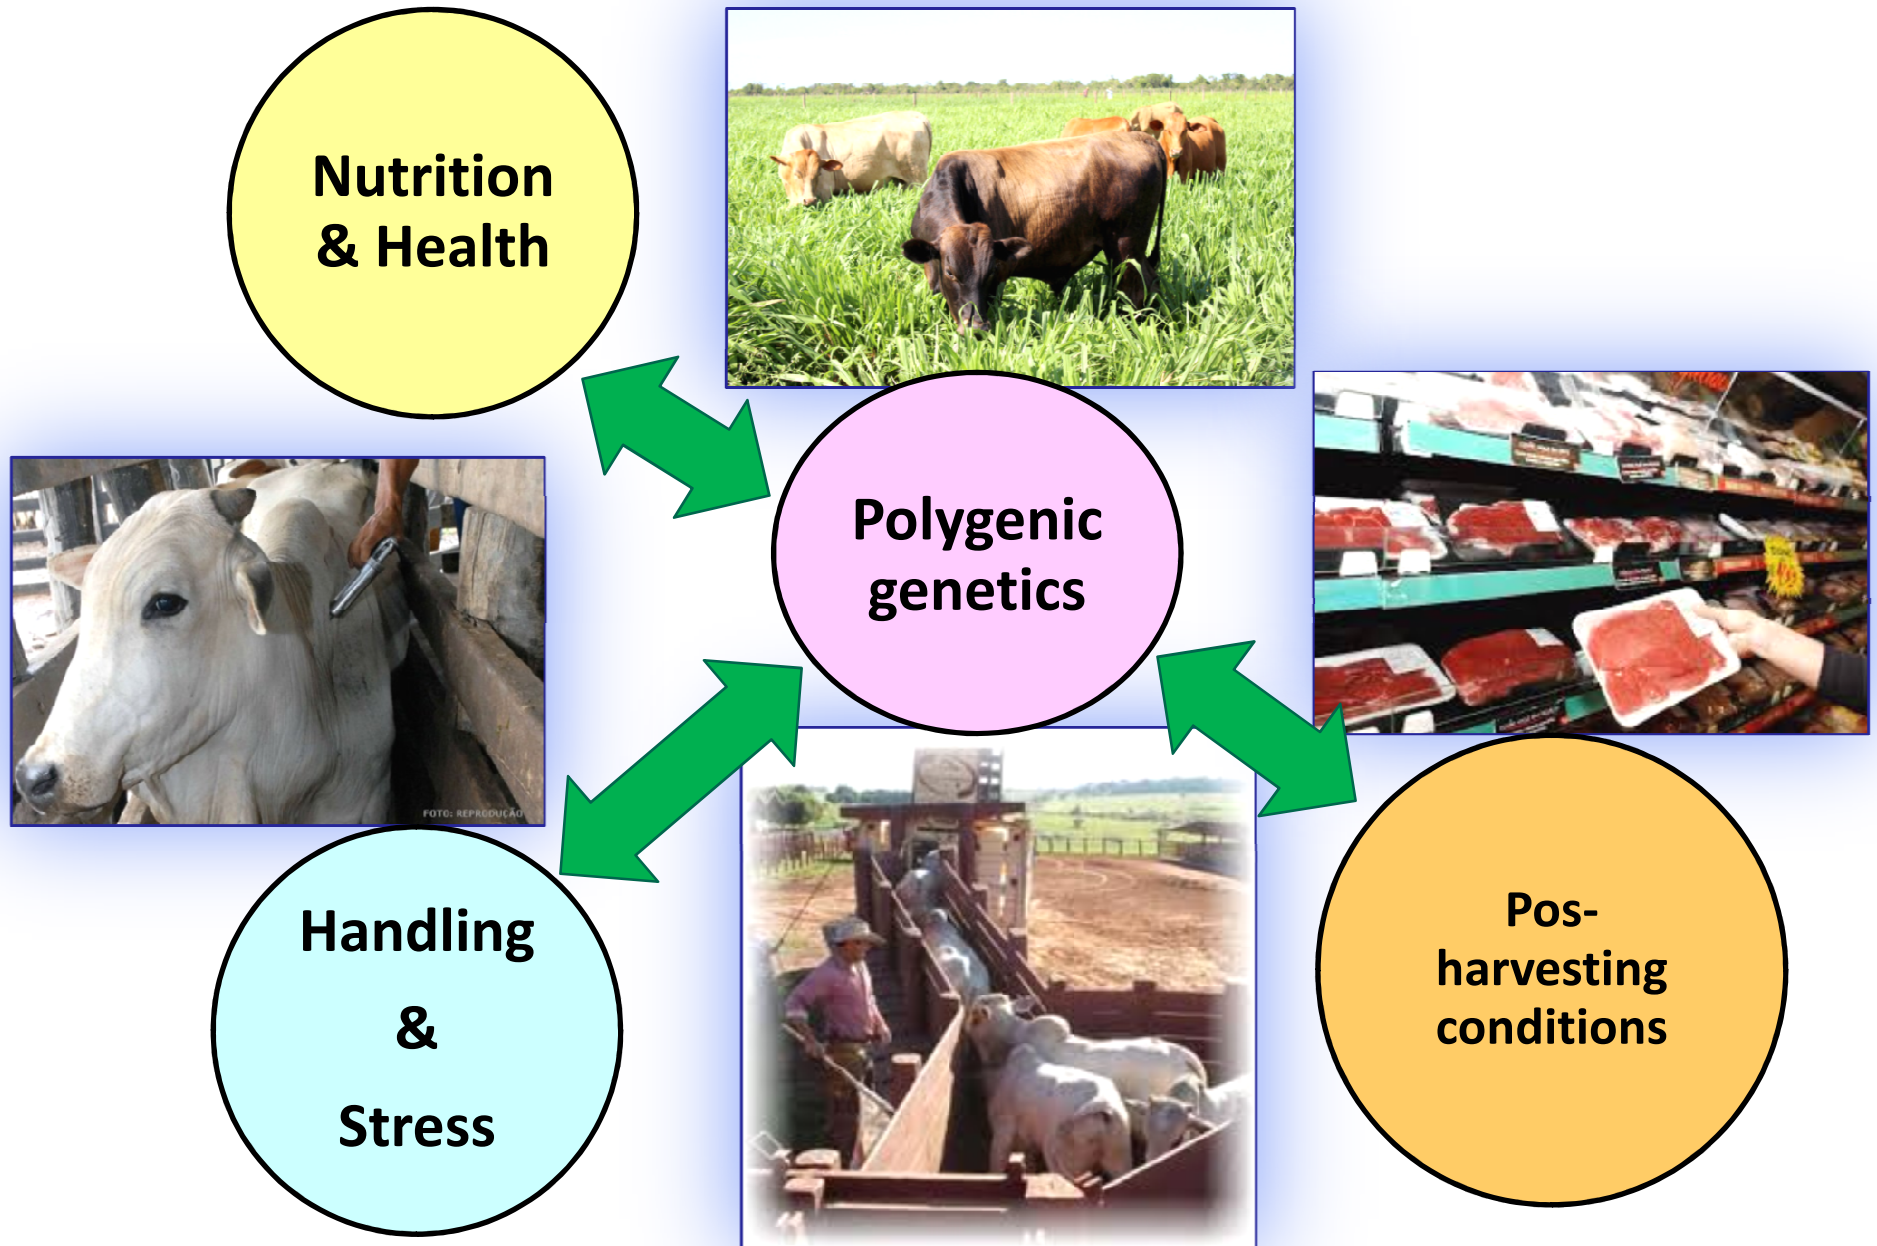 Nutrition
& Health
Polygenic
genetics
FOTO: REPRODUÇÃO
Handling
&
Stress
Pos-
harvesting
conditions